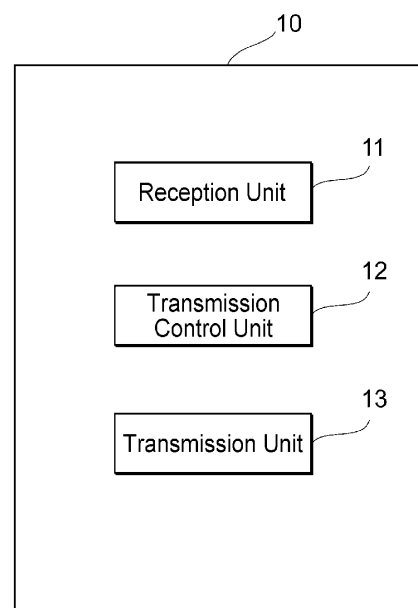 10
11
Reception Unit
12
Transmission
Control Unit
13
Transmission Unit